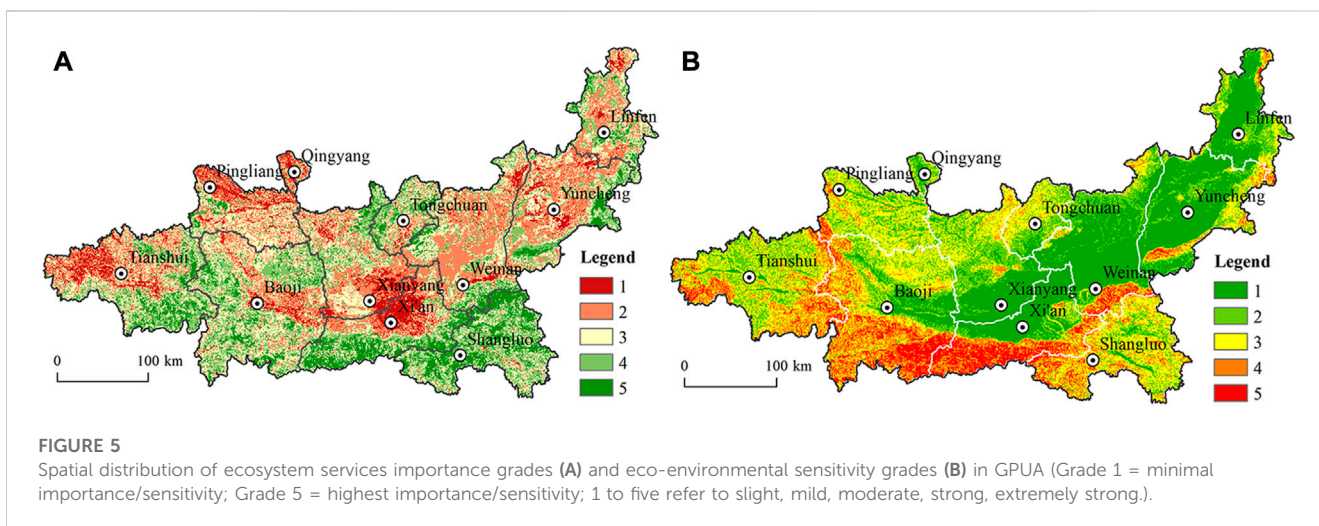 A
Linfen
Qingyang
Pingliang
Yuncheng
Tongchuan
Tianshui
Weinan
Baoji
Xianyang
Xi'an
Shangluo
Legend
1
2
3
4
5
0 100 km
B
Linfen
Qingyang
Pingliang
Yuncheng
Tongchuan
Tianshui
Weinan
Baoji
Xianyang
Xi'an
Shangluo
Legend
1
2
3
4
5
0 100 km
FIGURE 5
Spatial distribution of ecosystem services importance grades (A) and eco-environmental sensitivity grades (B) in GPUA (Grade 1 = minimal
importance/sensitivity; Grade 5 = highest importance/sensitivity; 1 to five refer to slight, mild, moderate, strong, extremely strong.).